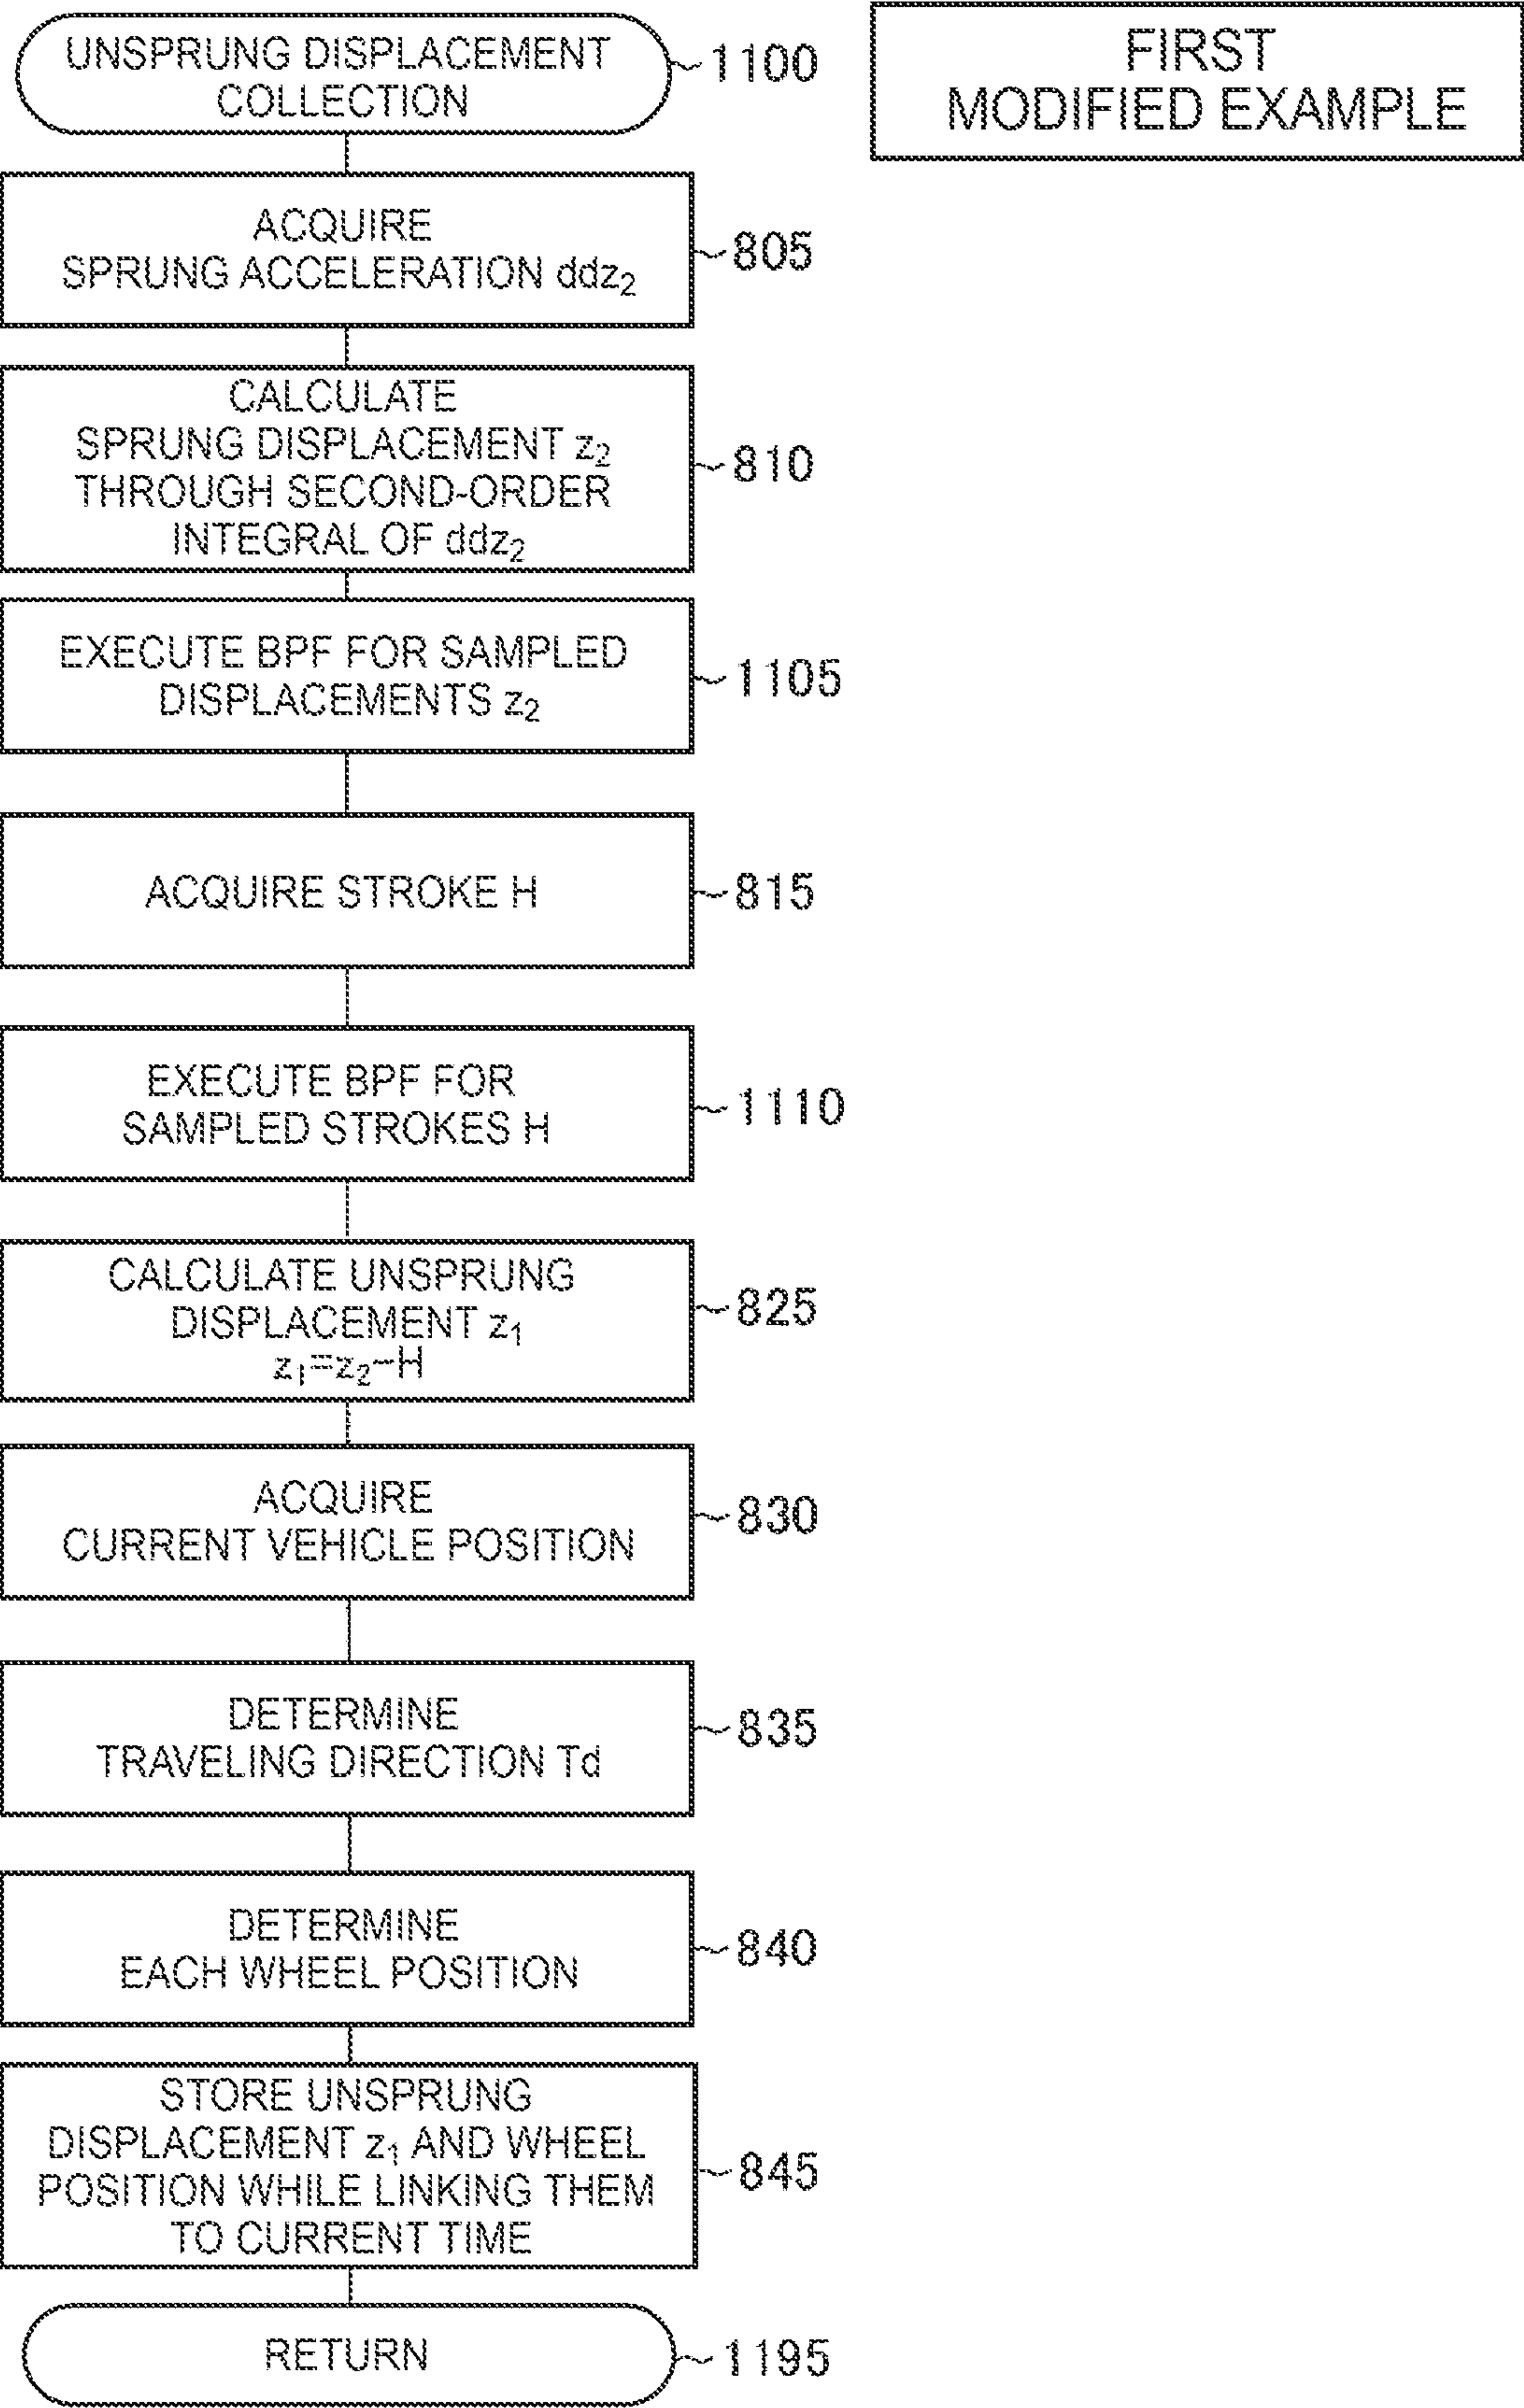 UNSPRUNG DISPLACEMENT
COLLECTION
1100
FIRST
MODIFIED EXAMPLE
ACQUIRE
SPRUNG ACCELERATION ddz₂
805
CALCULATE
SPRUNG DISPLACEMENT z₂
THROUGH SECOND-ORDER
INTEGRAL OF ddz₂
810
EXECUTE BPF FOR SAMPLED
DISPLACEMENTS z₂
1105
ACQUIRE STROKE H
815
EXECUTE BPF FOR
SAMPLED STROKES H
1110
CALCULATE UNSPRUNG
DISPLACEMENT z₁
z₁=z₂−H
825
ACQUIRE
CURRENT VEHICLE POSITION
830
DETERMINE
TRAVELING DIRECTION Td
835
DETERMINE
EACH WHEEL POSITION
840
STORE UNSPRUNG
DISPLACEMENT z₁ AND WHEEL
POSITION WHILE LINKING THEM
TO CURRENT TIME
845
RETURN
1195